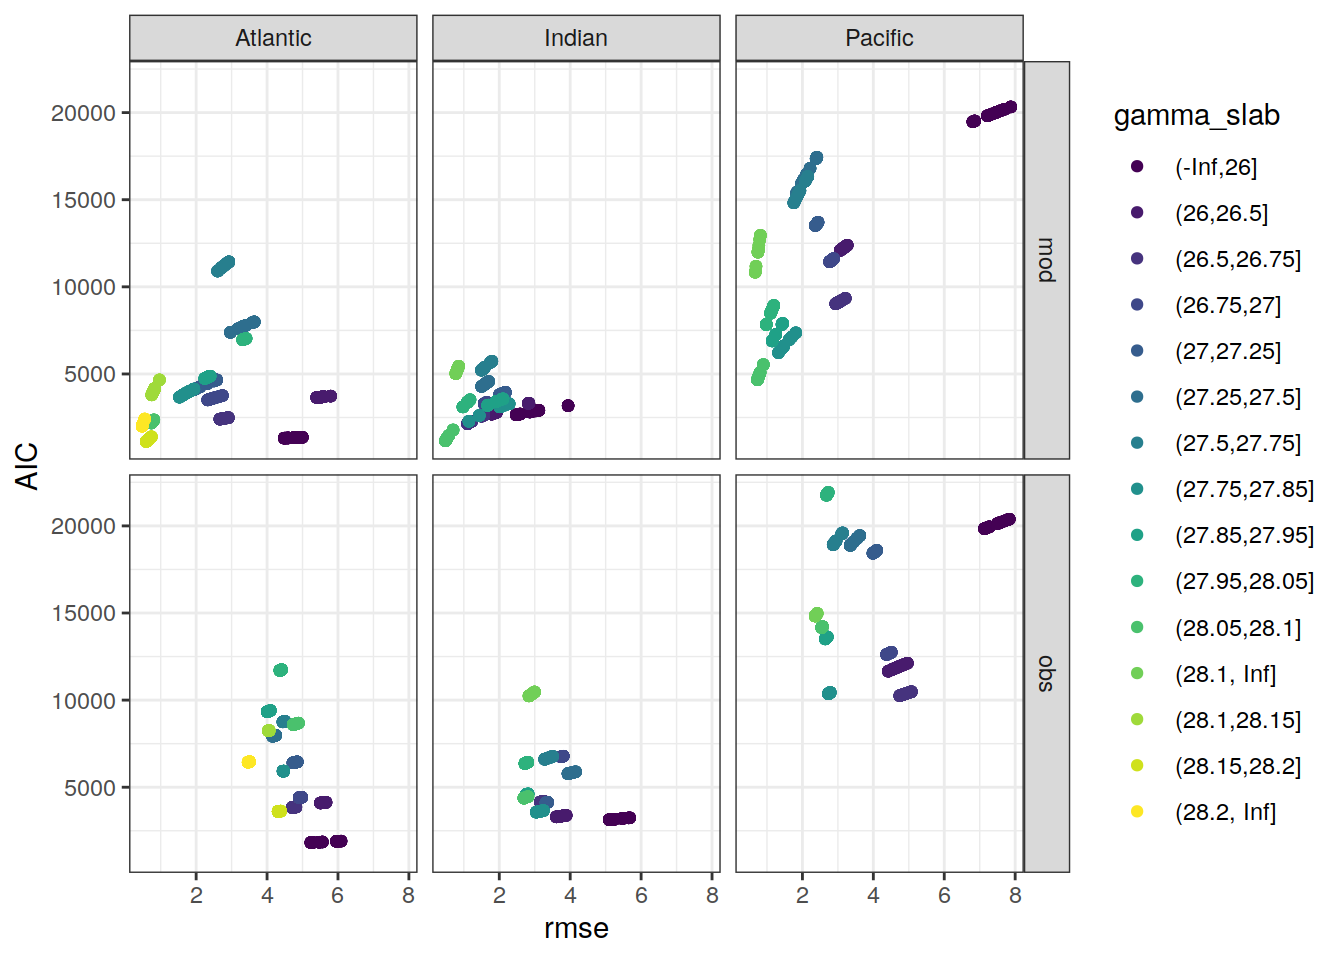 Atlantic Indian Pacific
gamma_slab
(-Inf,26]
(26,26.5]
(26.5,26.75]
(26.75,27]
(27,27.25]
(27.25,27.5]
(27.5,27.75]
(27.75,27.85]
(27.85,27.95]
(27.95,28.05]
(28.05,28.1]
(28.1, Inf]
(28.1,28.15]
(28.15,28.2]
(28.2, Inf]
20000
15000
10000
5000
mod
AIC
20000
15000
10000
5000
obs
2 4 6 8 2 4 6 8 2 4 6 8
rmse